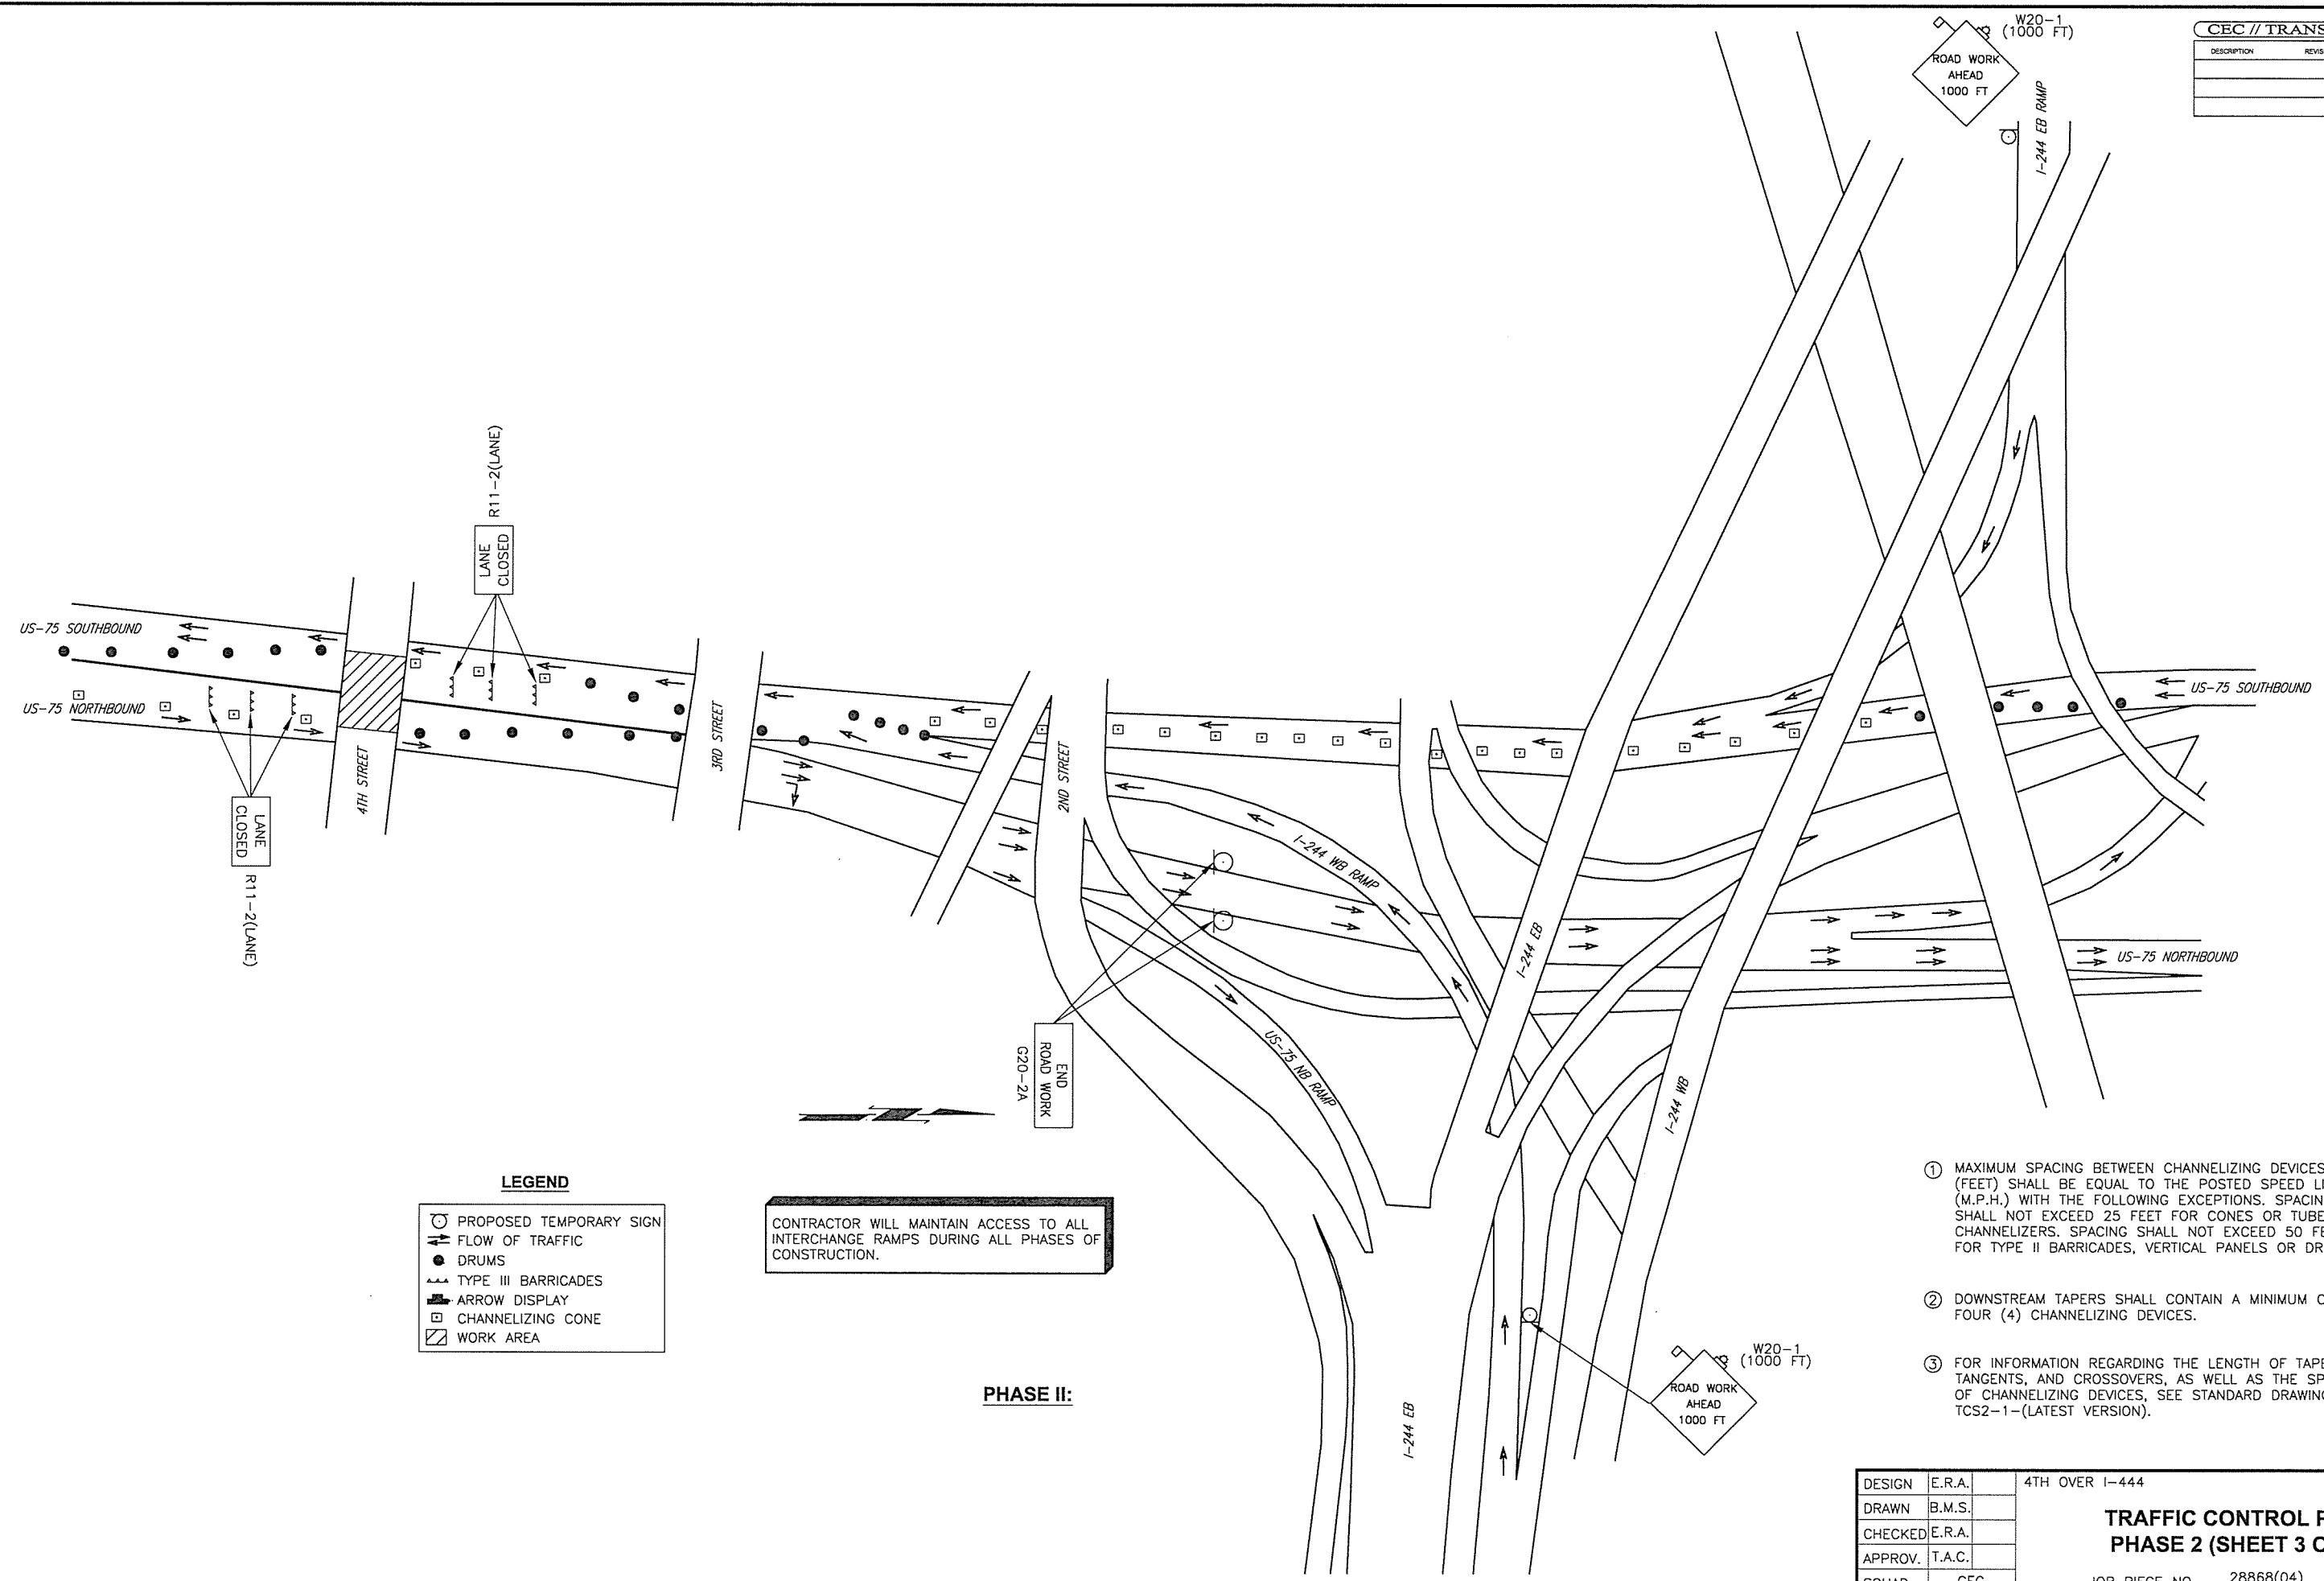 W20-1
(1000 FT)
ROAD WORK
AHEAD
1000 FT
I-244 EB RAMP
CEC // TRANS
DESCRIPTION REVIS
R11-2(LANE)
LANE
CLOSED
US-75 SOUTHBOUND
US-75 NORTHBOUND
4TH STREET
3RD STREET
2ND STREET
LANE
CLOSED
R11-2(LANE)
I-244 WB RAMP
US-75 SOUTHBOUND
US-75 NORTHBOUND
I-244 EB
I-244 WB
US-75 NB RAMP
END
ROAD WORK
G20-2A
LEGEND
PROPOSED TEMPORARY SIGN
FLOW OF TRAFFIC
DRUMS
TYPE III BARRICADES
ARROW DISPLAY
CHANNELIZING CONE
WORK AREA
CONTRACTOR WILL MAINTAIN ACCESS TO ALL
INTERCHANGE RAMPS DURING ALL PHASES OF
CONSTRUCTION.
PHASE II:
I-244 EB
W20-1
(1000 FT)
ROAD WORK
AHEAD
1000 FT
1 MAXIMUM SPACING BETWEEN CHANNELIZING DEVICES
(FEET) SHALL BE EQUAL TO THE POSTED SPEED LI
(M.P.H.) WITH THE FOLLOWING EXCEPTIONS. SPACIN
SHALL NOT EXCEED 25 FEET FOR CONES OR TUBE
CHANNELIZERS. SPACING SHALL NOT EXCEED 50 FE
FOR TYPE II BARRICADES, VERTICAL PANELS OR DR
2 DOWNSTREAM TAPERS SHALL CONTAIN A MINIMUM O
FOUR (4) CHANNELIZING DEVICES.
3 FOR INFORMATION REGARDING THE LENGTH OF TAPE
TANGENTS, AND CROSSOVERS, AS WELL AS THE SP
OF CHANNELIZING DEVICES, SEE STANDARD DRAWING
TCS2-1-(LATEST VERSION).
DESIGN E.R.A. 4TH OVER I-444
DRAWN B.M.S.
CHECKED E.R.A.
APPROV. T.A.C.
TRAFFIC CONTROL P
PHASE 2 (SHEET 3 O
28868(04)